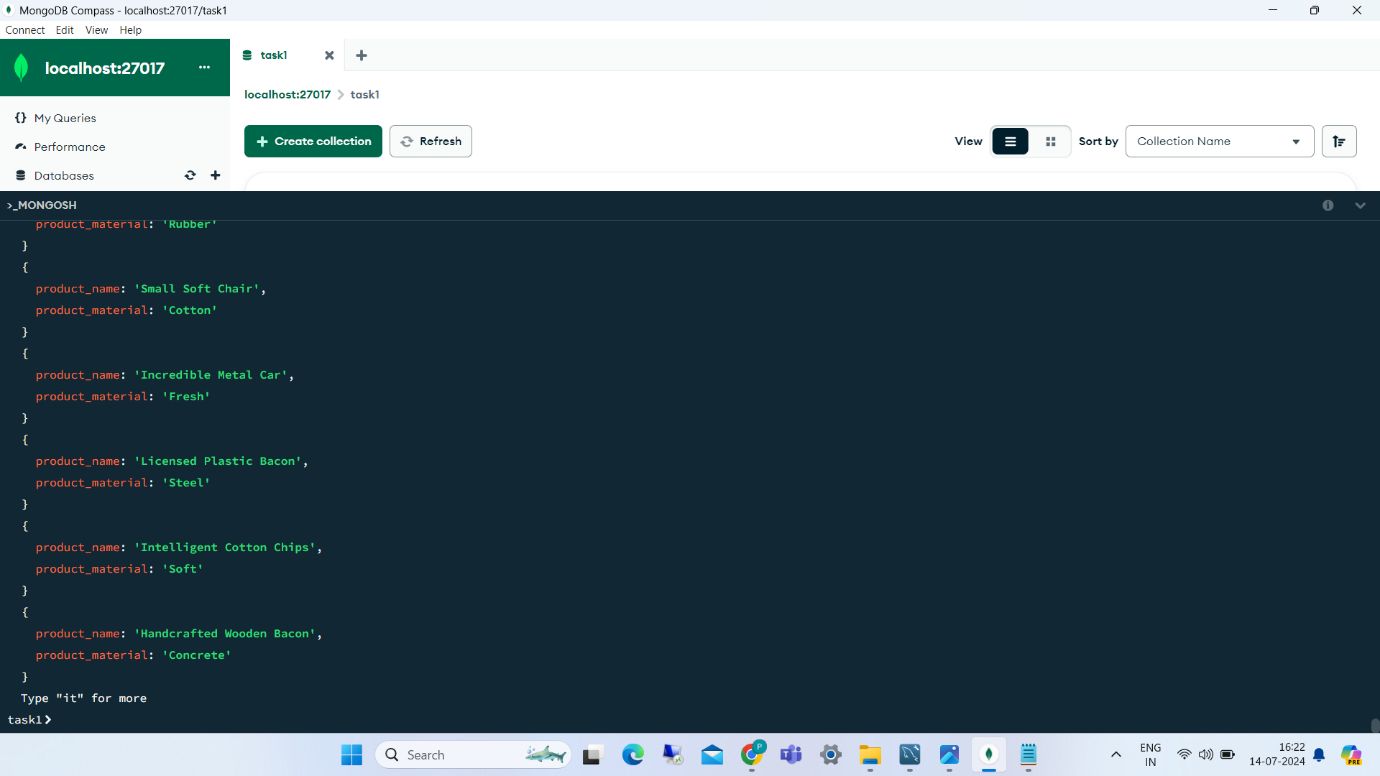 MongoDB Compass - localhost:27017/task1
Connect Edit View Help
localhost:27017 ...
task1
localhost:27017 > task1
{} My Queries
Performance
Databases
+ Create collection
Refresh
View
Sort by
Collection Name
>_MONGOSH
product_material: 'Rubber'
}
{
product_name: 'Small Soft Chair',
product_material: 'Cotton'
}
{
product_name: 'Incredible Metal Car',
product_material: 'Fresh'
}
{
product_name: 'Licensed Plastic Bacon',
product_material: 'Steel'
}
{
product_name: 'Intelligent Cotton Chips',
product_material: 'Soft'
}
{
product_name: 'Handcrafted Wooden Bacon',
product_material: 'Concrete'
}
Type "it" for more
task1>
Search
P
PRE
ENG
IN
16:22
14-07-2024